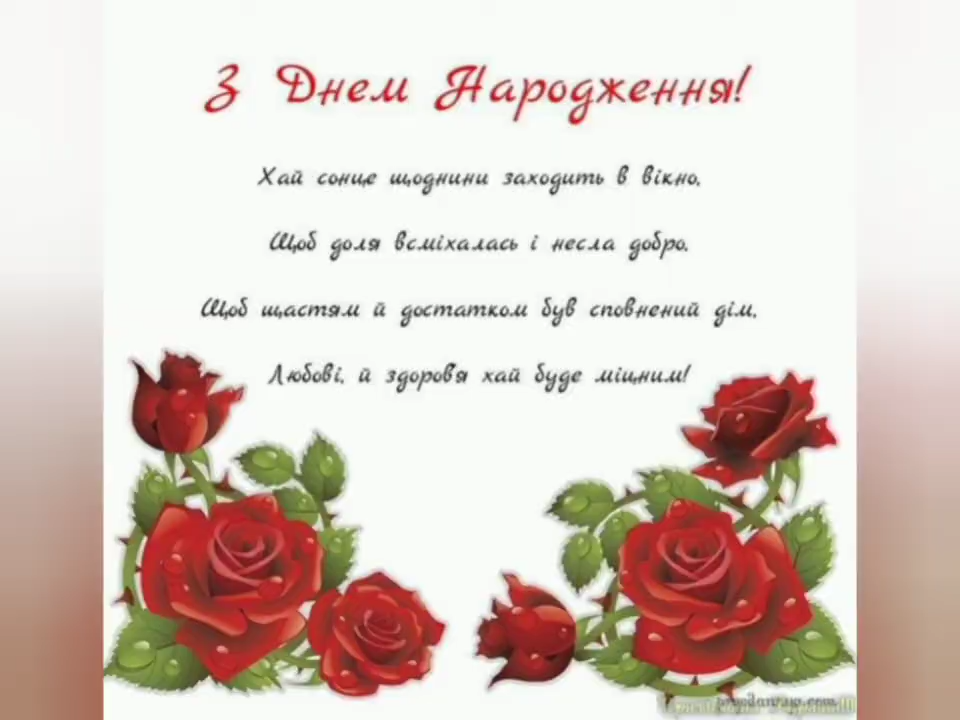 З Днем Народження!
Хай сонце щоднини заходить в вікно,
Щоб доля всміхалась і несла добро,
Щоб щастям й достатком був сповнений дім,
Любові, й здоров'я хай буде міцним!